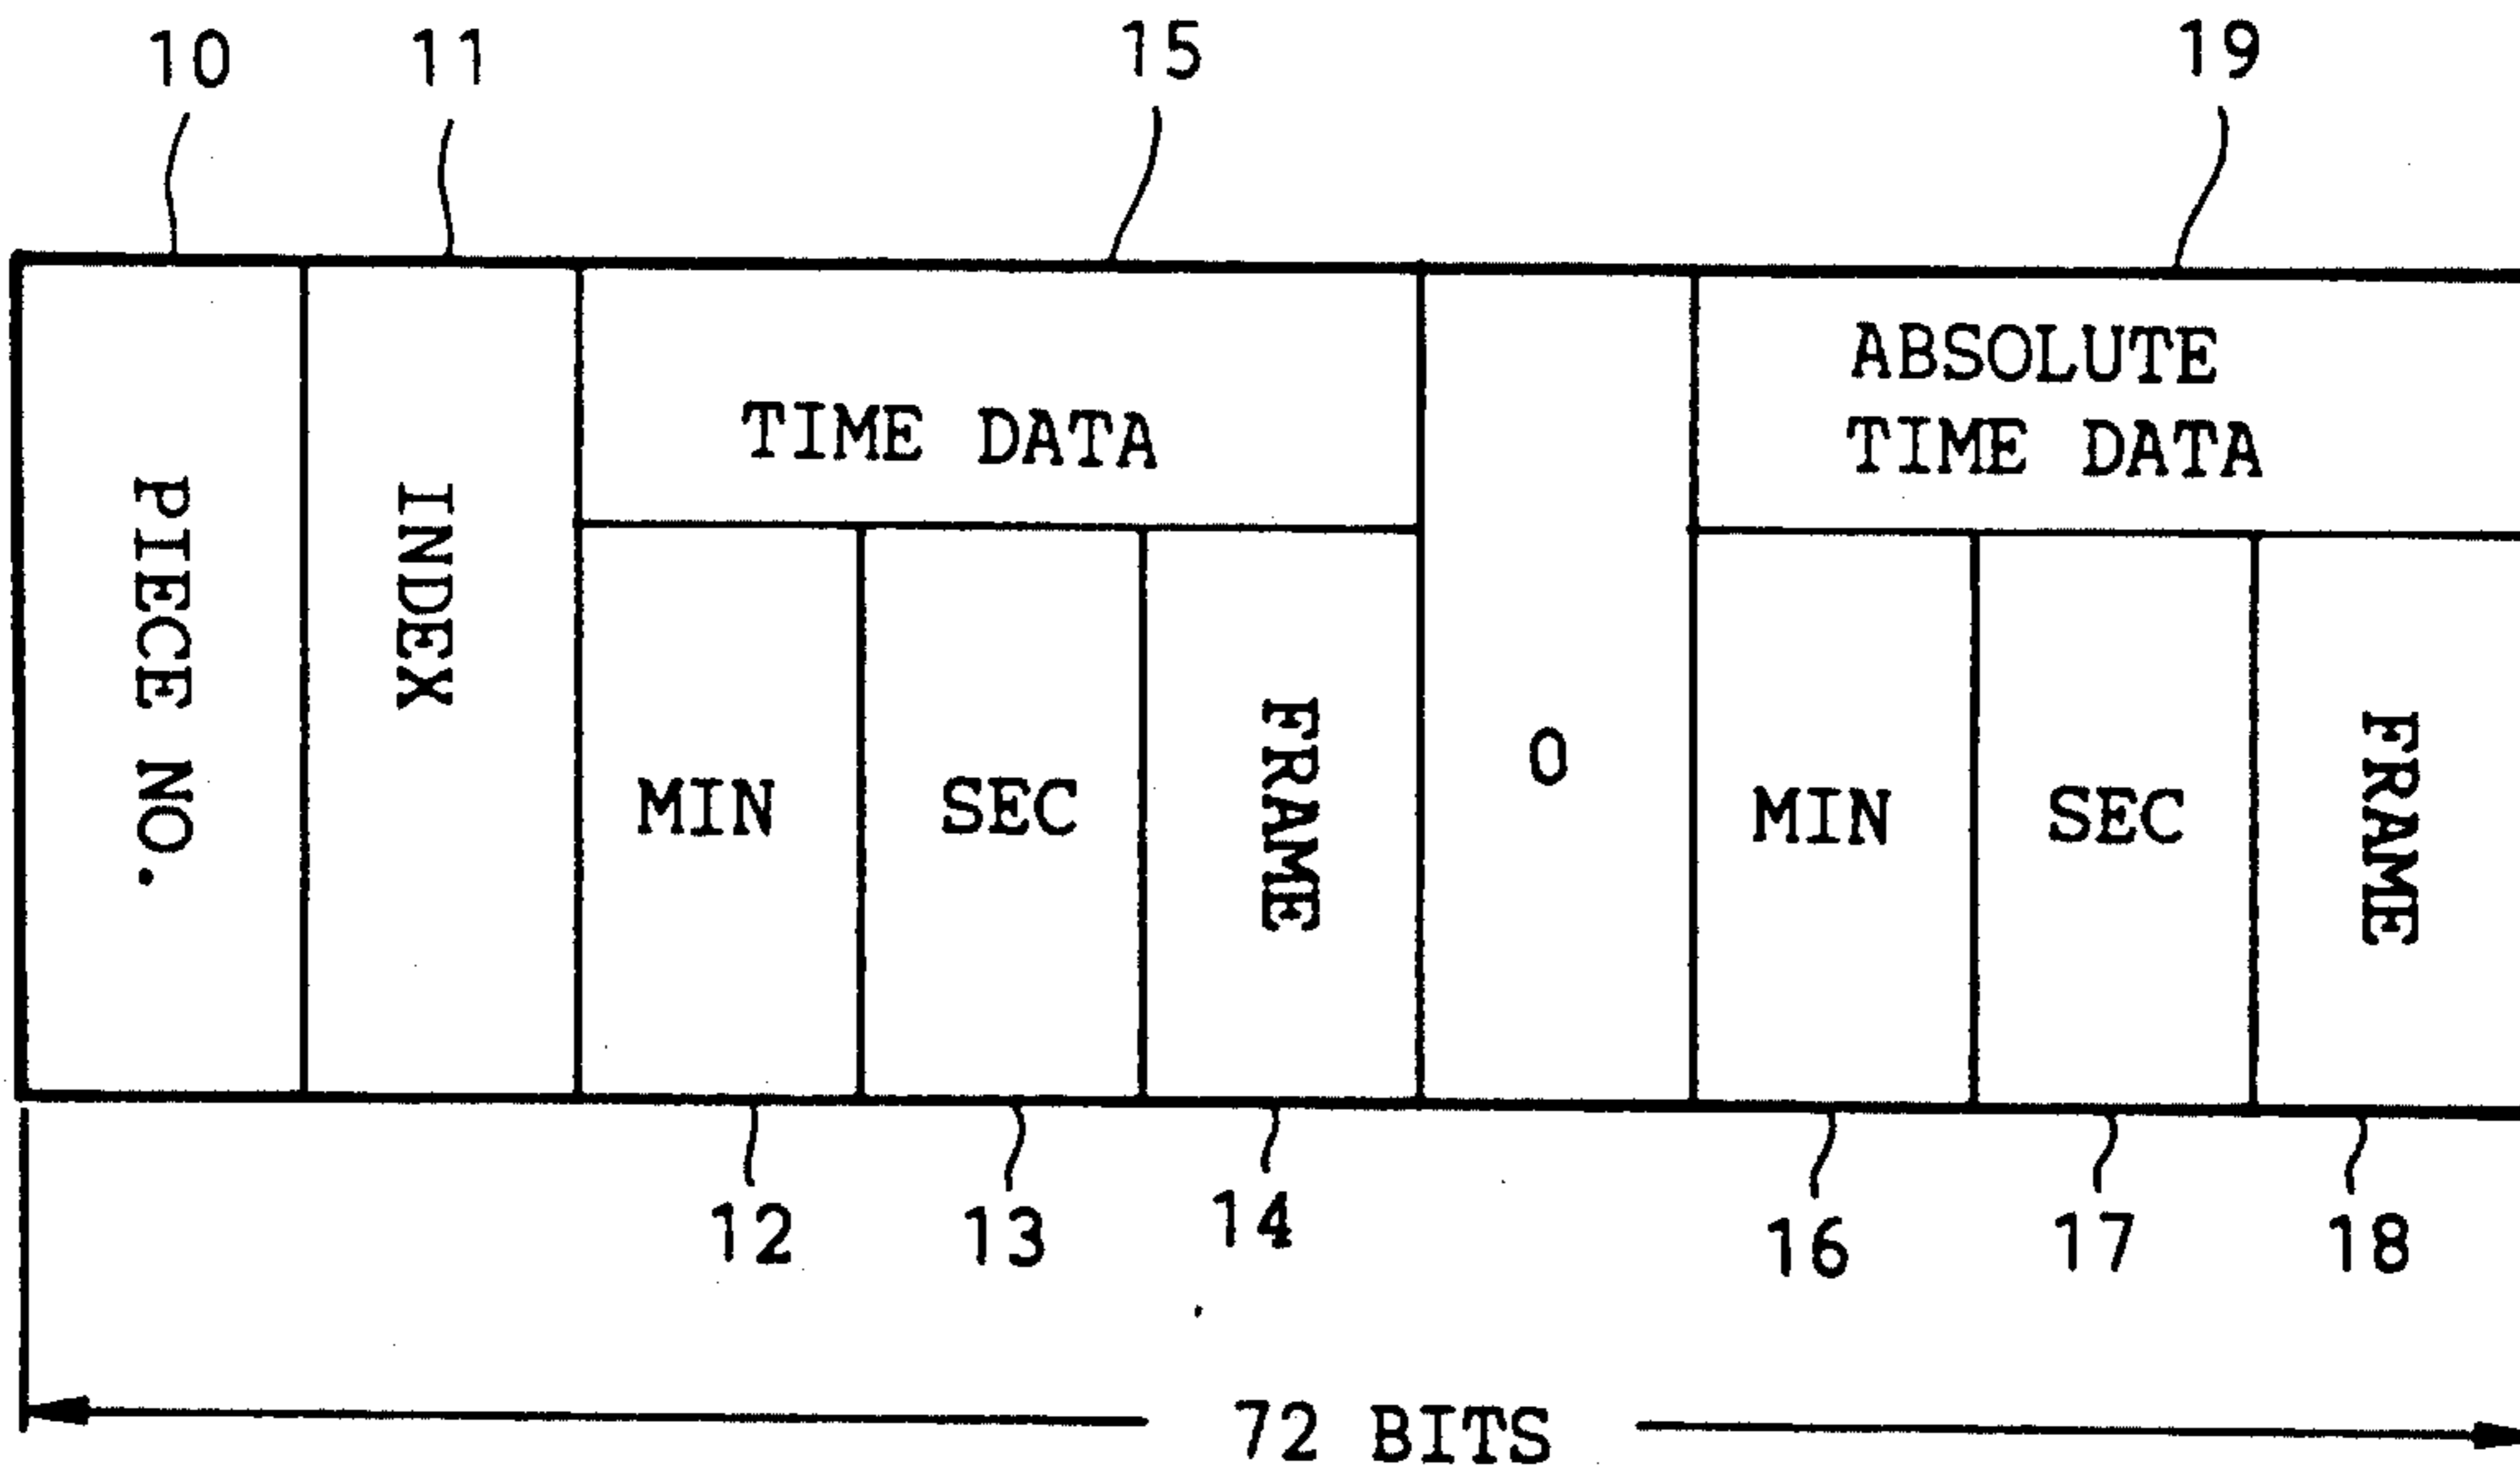 10 11 15 19
PIECE NO.
INDEX
TIME DATA
MIN
SEC
FRAME
0
ABSOLUTE
TIME DATA
MIN
SEC
FRAME
12 13 14 16 17 18
72 BITS